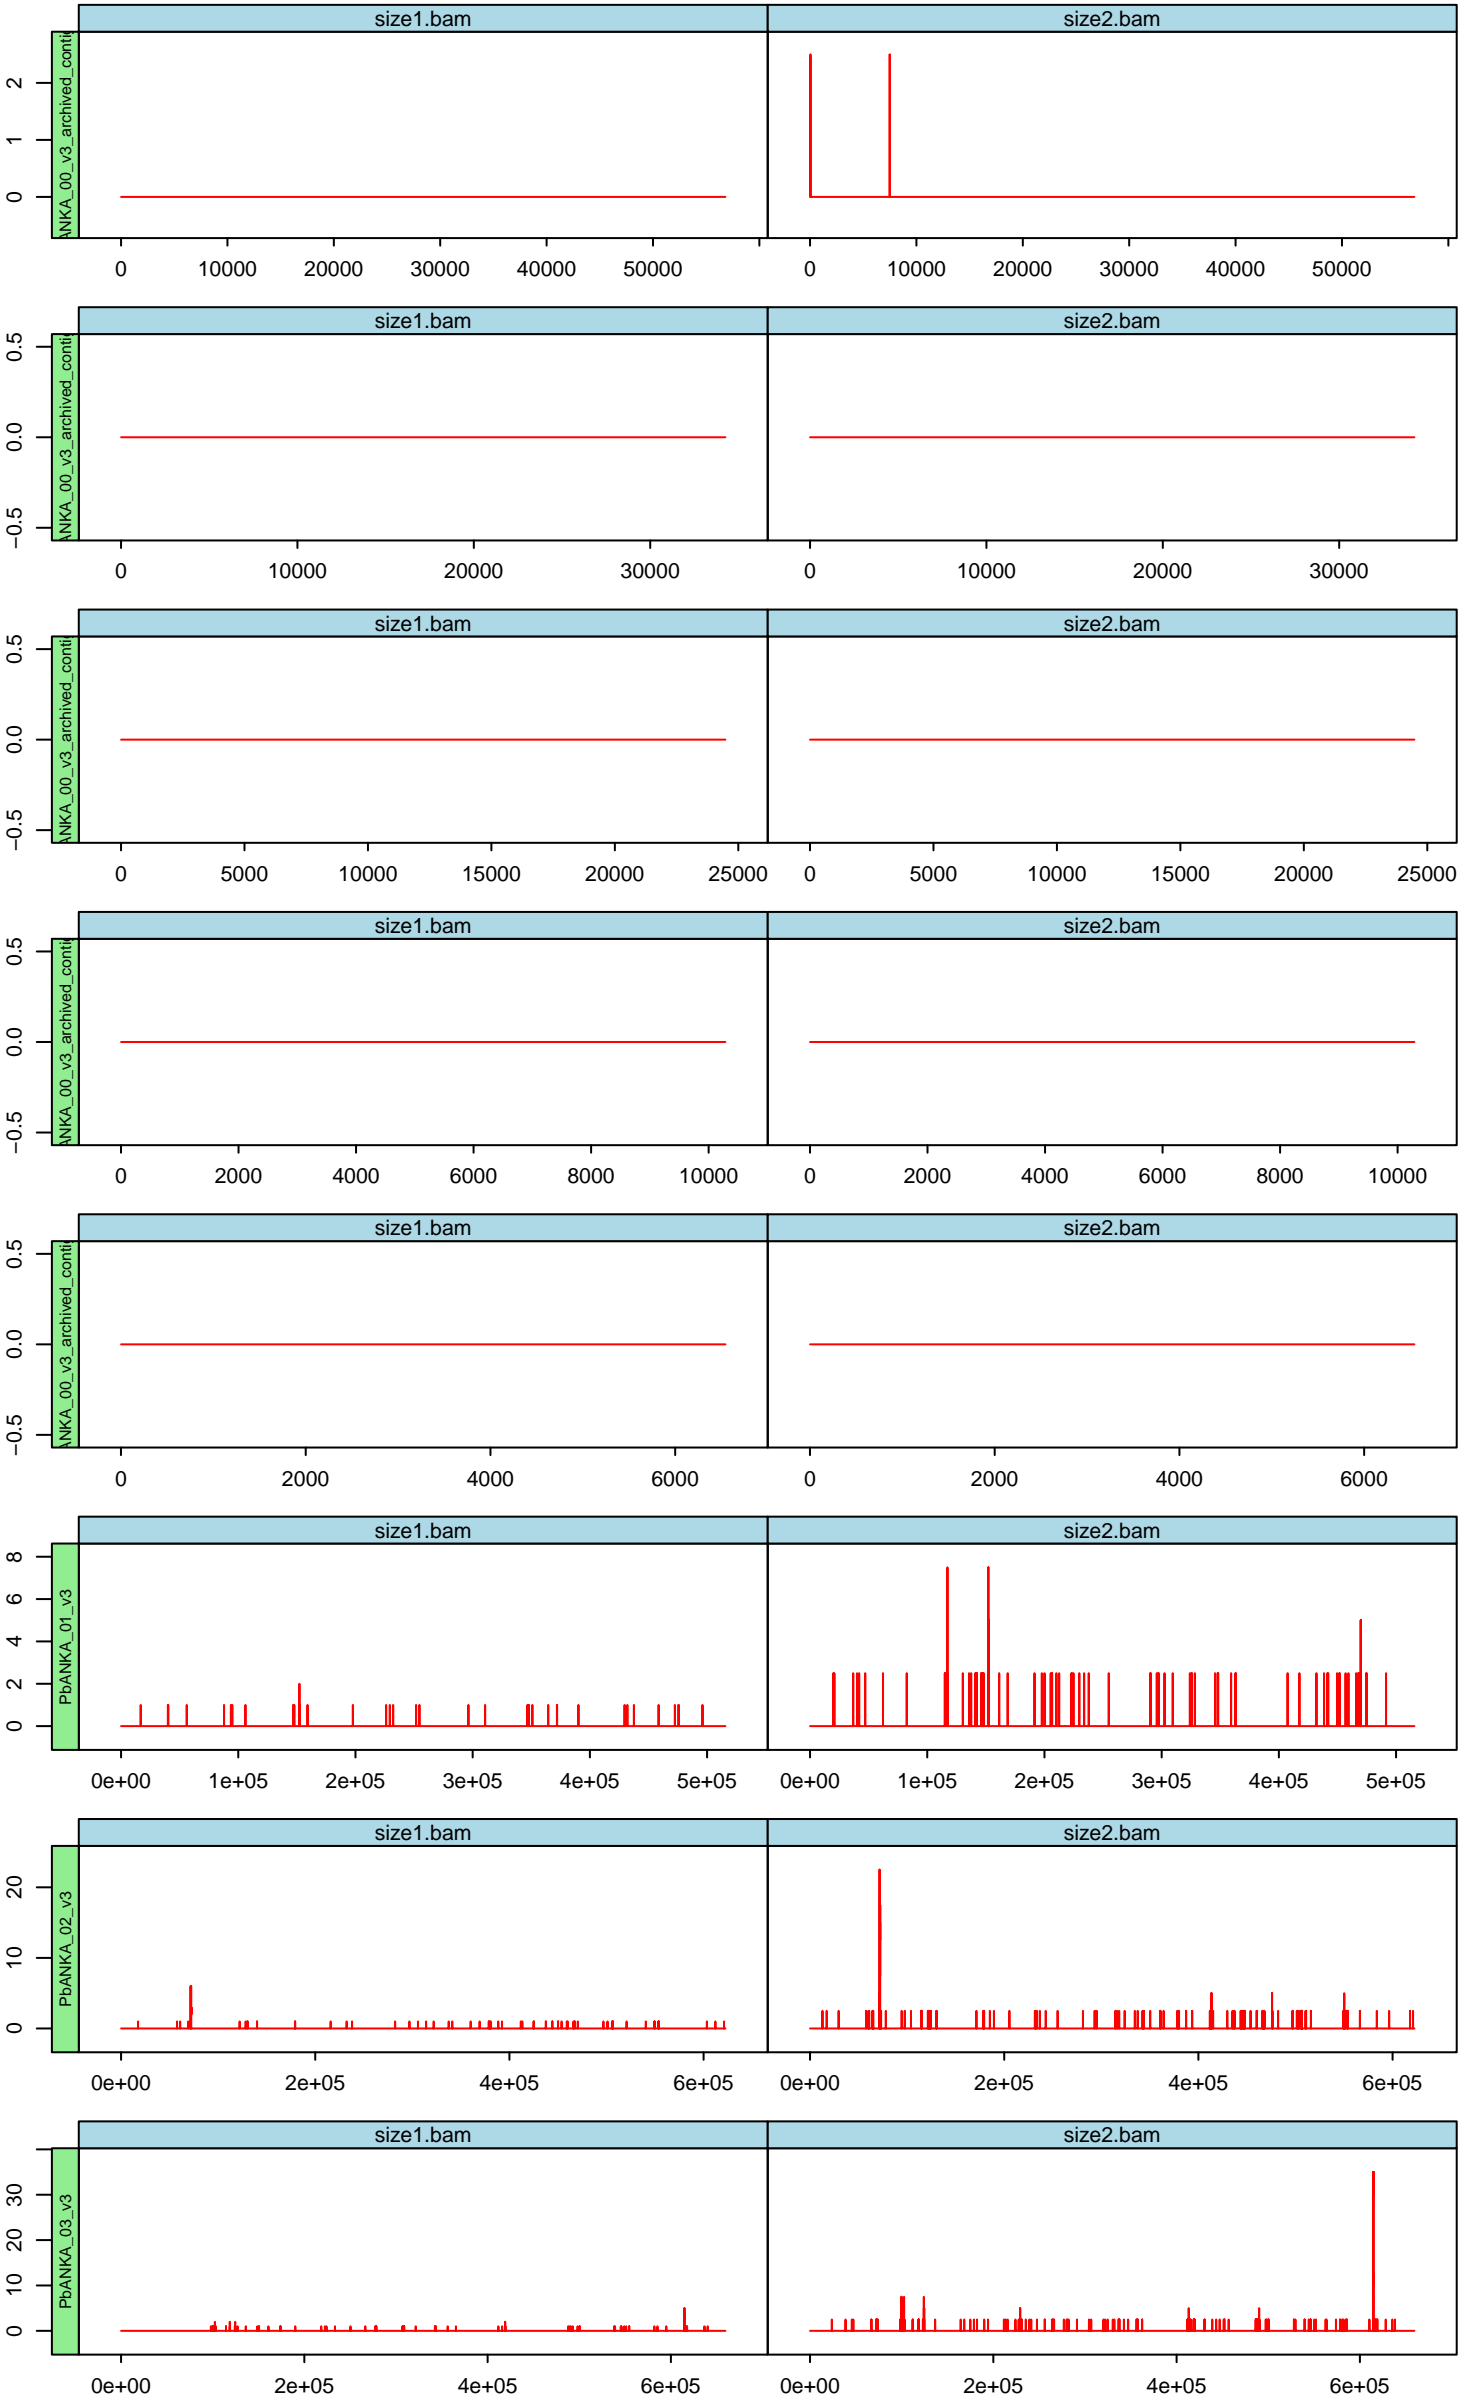 size1.bam size2.bam
2
1
0
ANKA_00_v3_archived_conti
0 10000 20000 30000 40000 50000 0 10000 20000 30000 40000 50000
size1.bam size2.bam
0.5
0.0
−0.5
ANKA_00_v3_archived_conti
0 10000 20000 30000 0 10000 20000 30000
size1.bam size2.bam
0.5
0.0
−0.5
ANKA_00_v3_archived_conti
0 5000 10000 15000 20000 25000 0 5000 10000 15000 20000 25000
size1.bam size2.bam
0.5
0.0
−0.5
ANKA_00_v3_archived_conti
0 2000 4000 6000 8000 10000 0 2000 4000 6000 8000 10000
size1.bam size2.bam
0.5
0.0
−0.5
ANKA_00_v3_archived_conti
0 2000 4000 6000 0 2000 4000 6000
size1.bam size2.bam
8
6
4
2
0
PbANKA_01_v3
0e+00 1e+05 2e+05 3e+05 4e+05 5e+05 0e+00 1e+05 2e+05 3e+05 4e+05 5e+05
size1.bam size2.bam
20
10
0
PbANKA_02_v3
0e+00 2e+05 4e+05 6e+05 0e+00 2e+05 4e+05 6e+05
size1.bam size2.bam
30
20
10
0
PbANKA_03_v3
0e+00 2e+05 4e+05 6e+05 0e+00 2e+05 4e+05 6e+05